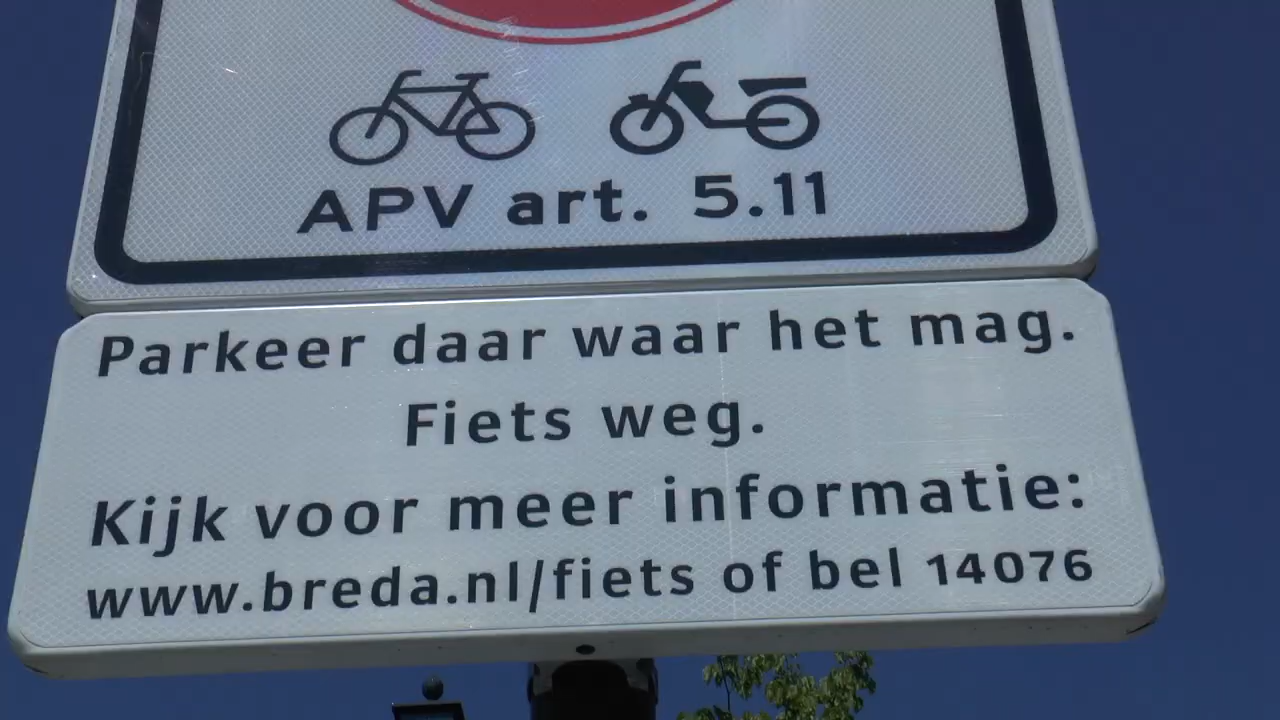 APV art. 5.11
Parkeer daar waar het mag.
Fiets weg.
Kijk voor meer informatie:
www.breda.nl/fiets of bel 14076